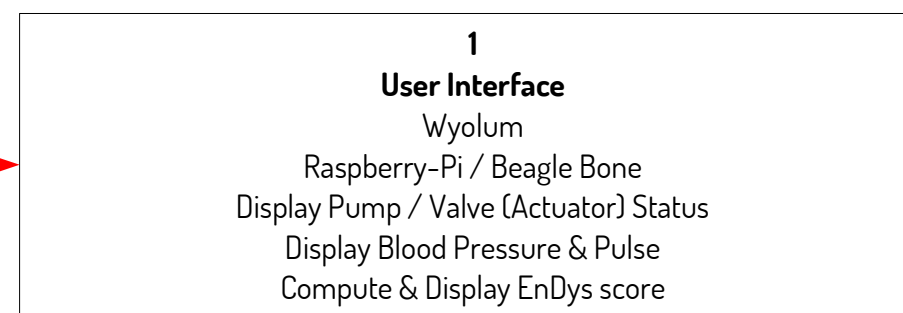 1
User Interface
Wyolum
Raspberry-Pi / Beagle Bone
Display Pump / Valve (Actuator) Status
Display Blood Pressure & Pulse
Compute & Display EnDys score